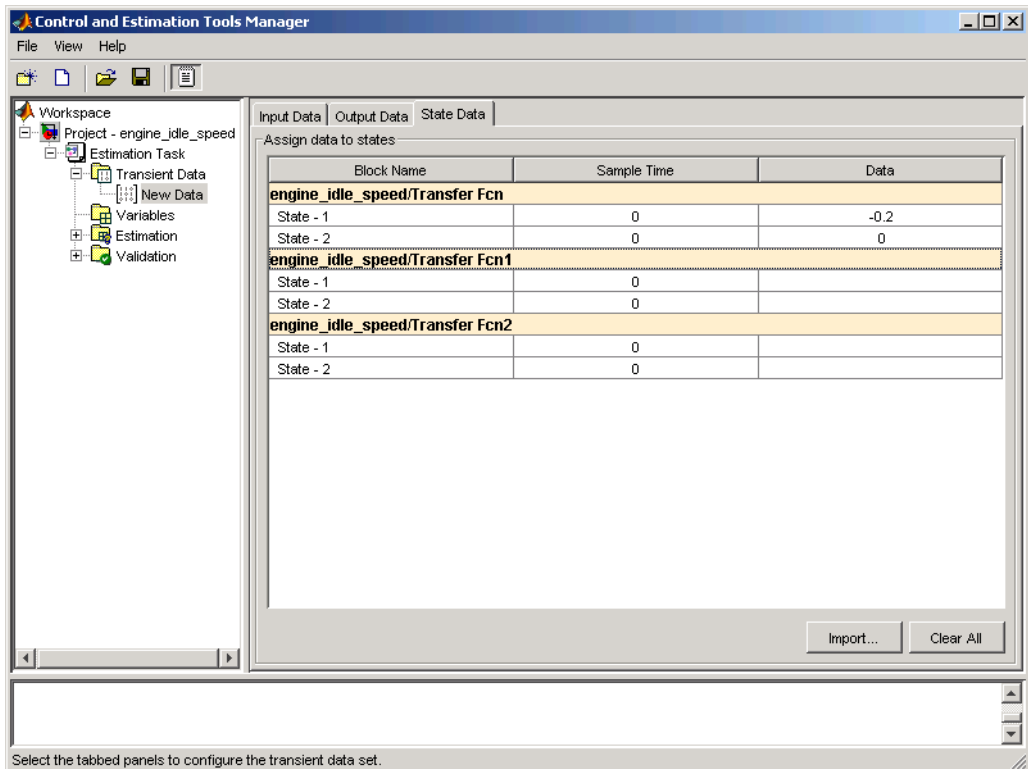 Control and Estimation Tools Manager
File View Help
Workspace
Project - engine_idle_speed
Estimation Task
Transient Data
New Data
Variables
Estimation
Validation
Input Data Output Data State Data
Assign data to states
Block Name Sample Time Data
engine_idle_speed/Transfer Fcn
State - 1 0 -0.2
State - 2 0 0
engine_idle_speed/Transfer Fcn1
State - 1 0
State - 2 0
engine_idle_speed/Transfer Fcn2
State - 1 0
State - 2 0
Import... Clear All
Select the tabbed panels to configure the transient data set.